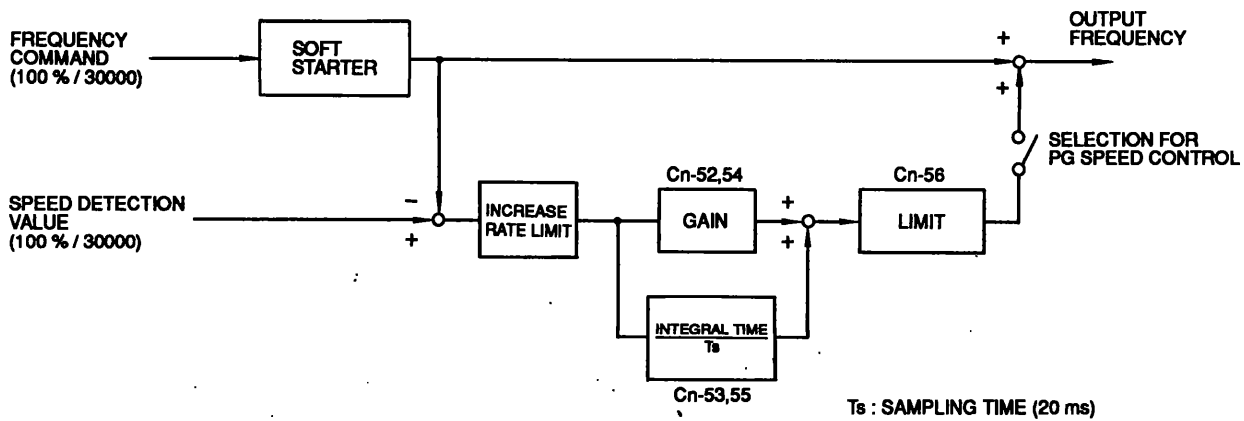 FREQUENCY
COMMAND
(100 % / 30000)
SOFT
STARTER
+
+
OUTPUT
FREQUENCY
SELECTION FOR
PG SPEED CONTROL
SPEED DETECTION
VALUE
(100 % / 30000)
−
+
INCREASE
RATE LIMIT
Cn-52,54
GAIN
+
+
Cn-56
LIMIT
INTEGRAL TIME
Ts
Cn-53,55
Ts : SAMPLING TIME (20 ms)